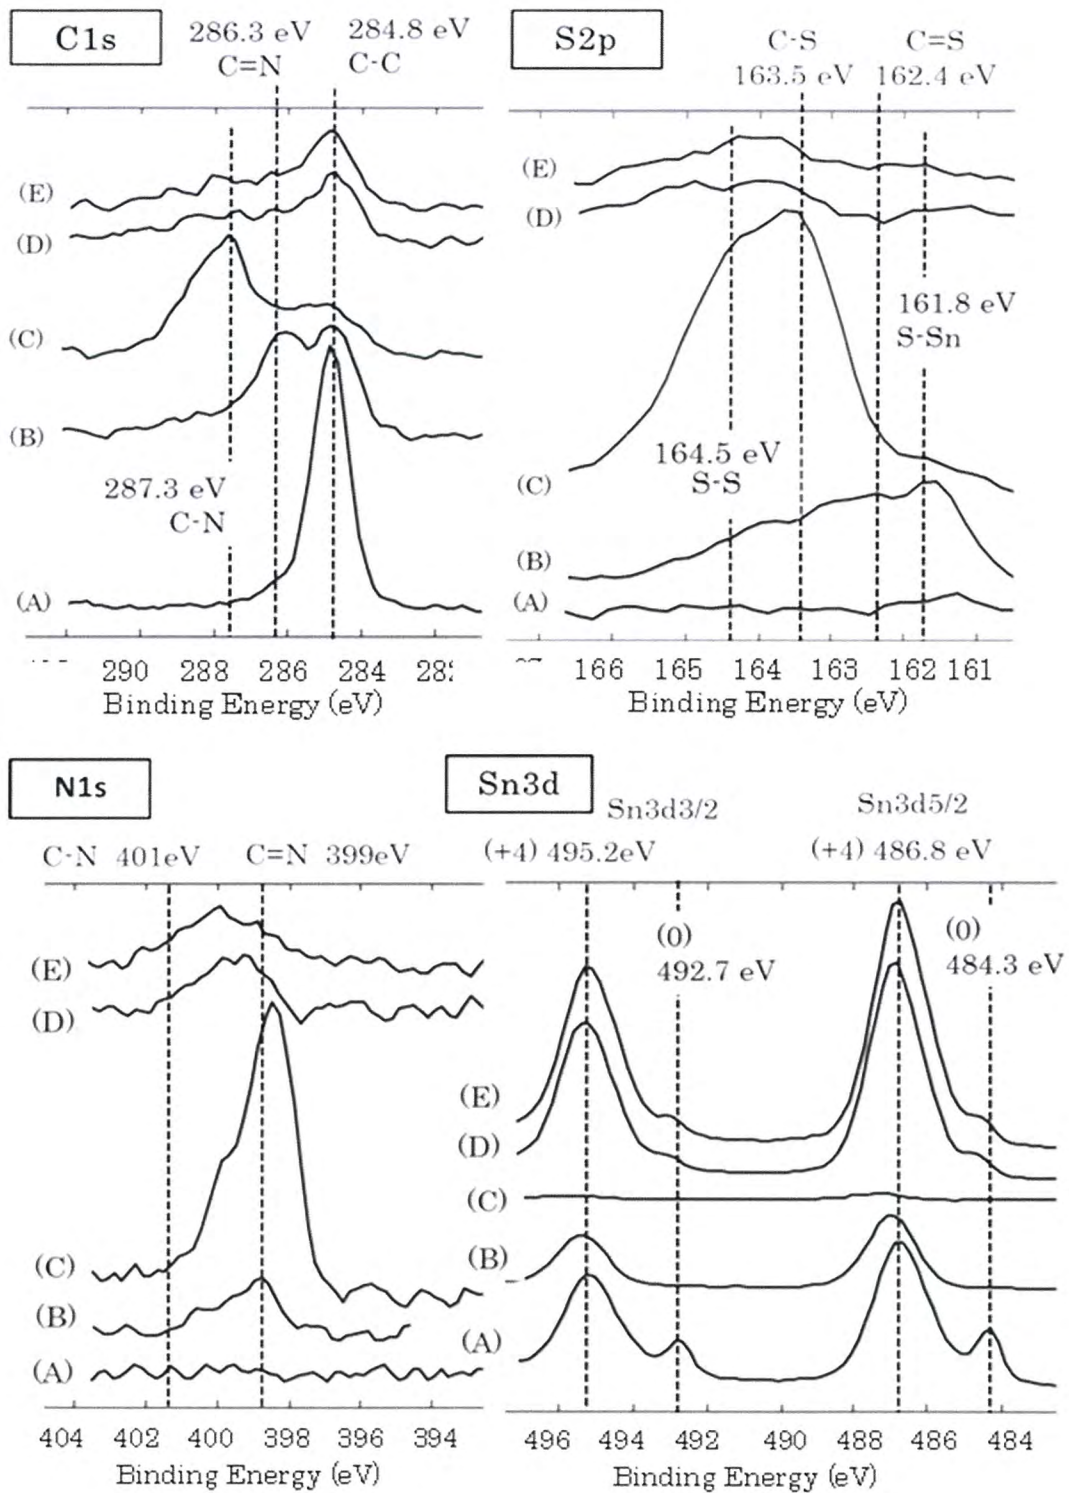 C1s
286.3 eV 284.8 eV
C=N C-C
(E)
(D)
(C)
(B)
287.3 eV
C-N
(A)
290 288 286 284
Binding Energy (eV)
S2p
C-S C=S
163.5 eV 162.4 eV
(E)
(D)
161.8 eV
S-Sn
164.5 eV
S-S
(C)
(B)
(A)
166 165 164 163 162 161
Binding Energy (eV)
N1s
C-N 401eV C=N 399eV
(E)
(D)
(C)
(B)
(A)
404 402 400 398 396 394
Binding Energy (eV)
Sn3d
Sn3d3/2 Sn3d5/2
(+4) 495.2eV (+4) 486.8 eV
(0) (0)
492.7 eV 484.3 eV
(E)
(D)
(C)
(B)
(A)
496 494 492 490 488 486 484
Binding Energy (eV)